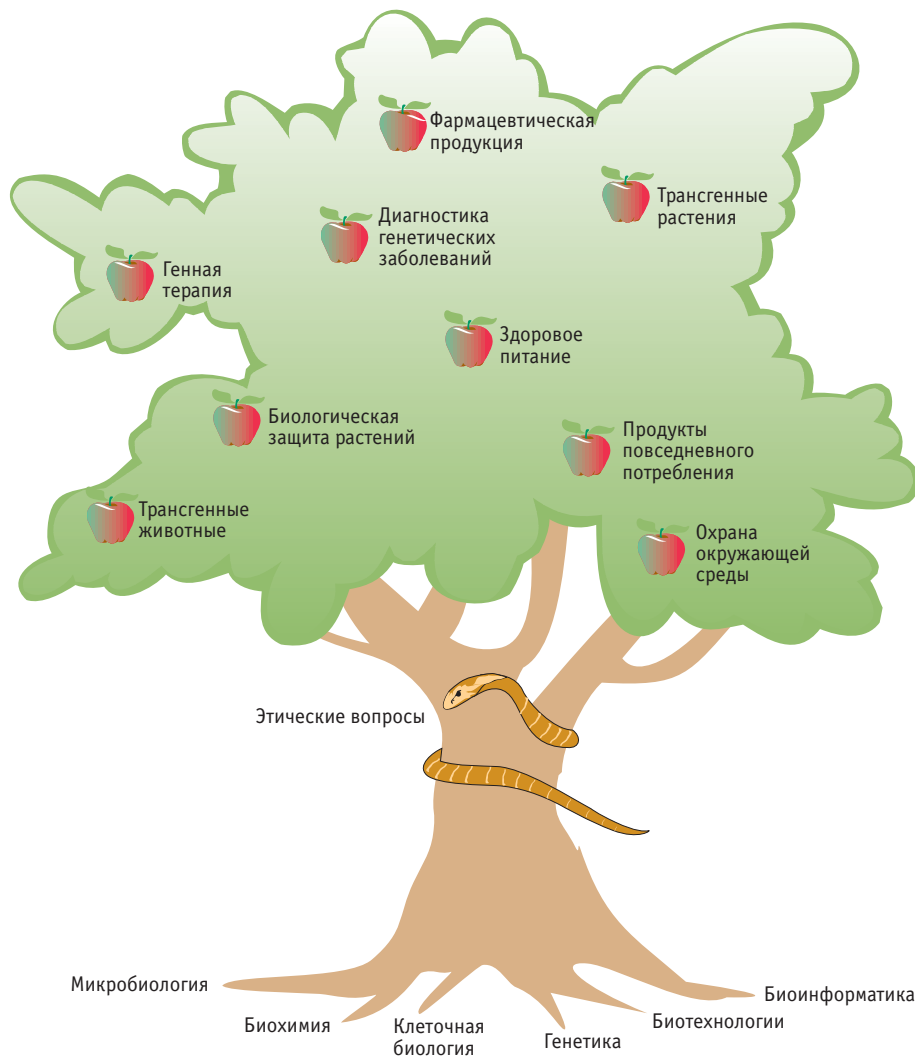 Фармацевтическая
продукция
Трансгенные
растения
Диагностика
генетических
заболеваний
Генная
терапия
Здоровое
питание
Биологическая
защита растений
Продукты
повседневного
потребления
Трансгенные
животные
Охрана
окружающей
среды
Этические вопросы
Микробиология
Биохимия
Клеточная
биология
Генетика
Биотехнологии
Биоинформатика